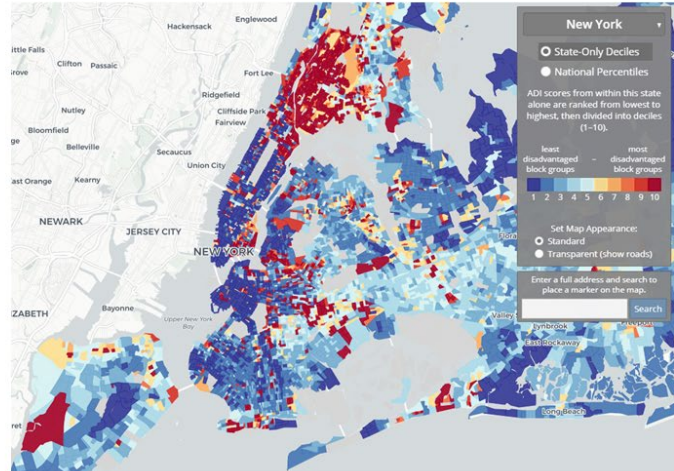 Hackensack
Englewood
Little Falls
Clifton
Passaic
Fort Lee
Nutley
Ridgefield
Cliffside Park
Fairview
Bloomfield
Secaucus
Belleville
Union City
East Orange
Kearny
NEWARK
JERSEY CITY
NEW YORK
Bayonne
Upper New York
Bay
Valley
Lynbrook
Freeport
East Rockaway
Long Beach
New York
State-Only Deciles
National Percentiles
ADI scores from within this state
alone are ranked from lowest to
highest, then divided into deciles
(1–10).
least
disadvantaged
block groups
–
most
disadvantaged
block groups
1 2 3 4 5 6 7 8 9 10
Set Map Appearance:
Standard
Transparent (show roads)
Enter a full address and search to
place a marker on the map.
Search